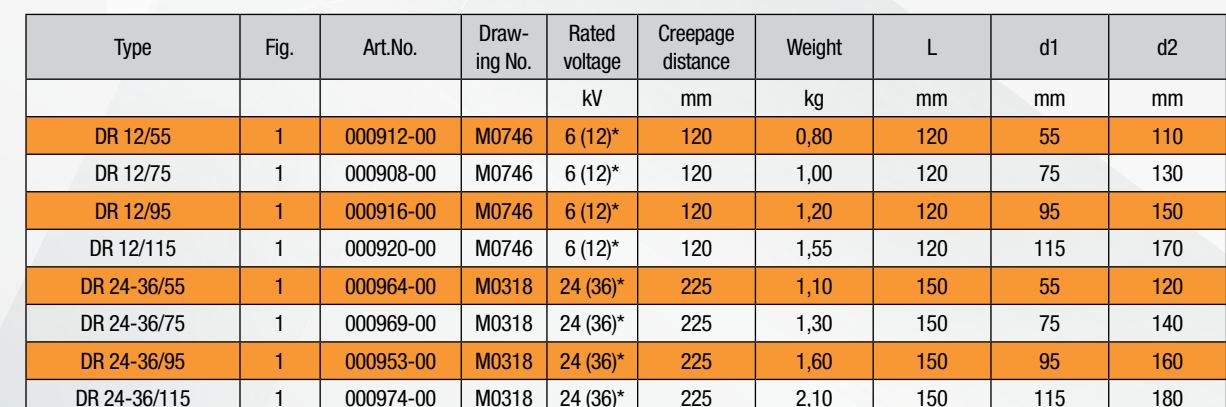 Type Fig. Art.No. Draw- Rated Creepage Weight L d1 d2
ing No. voltage distance
kV mm kg mm mm mm
DR 12/55 1 000912-00 M0746 6 (12)* 120 0,80 120 55 110
DR 12/75 1 000908-00 M0746 6 (12)* 120 1,00 120 75 130
DR 12/95 1 000916-00 M0746 6 (12)* 120 1,20 120 95 150
DR 12/115 1 000920-00 M0746 6 (12)* 120 1,55 120 115 170
DR 24-36/55 1 000964-00 M0318 24 (36)* 225 1,10 150 55 120
DR 24-36/75 1 000969-00 M0318 24 (36)* 225 1,30 150 75 140
DR 24-36/95 1 000953-00 M0318 24 (36)* 225 1,60 150 95 160
DR 24-36/115 1 000974-00 M0318 24 (36)* 225 2,10 150 115 180